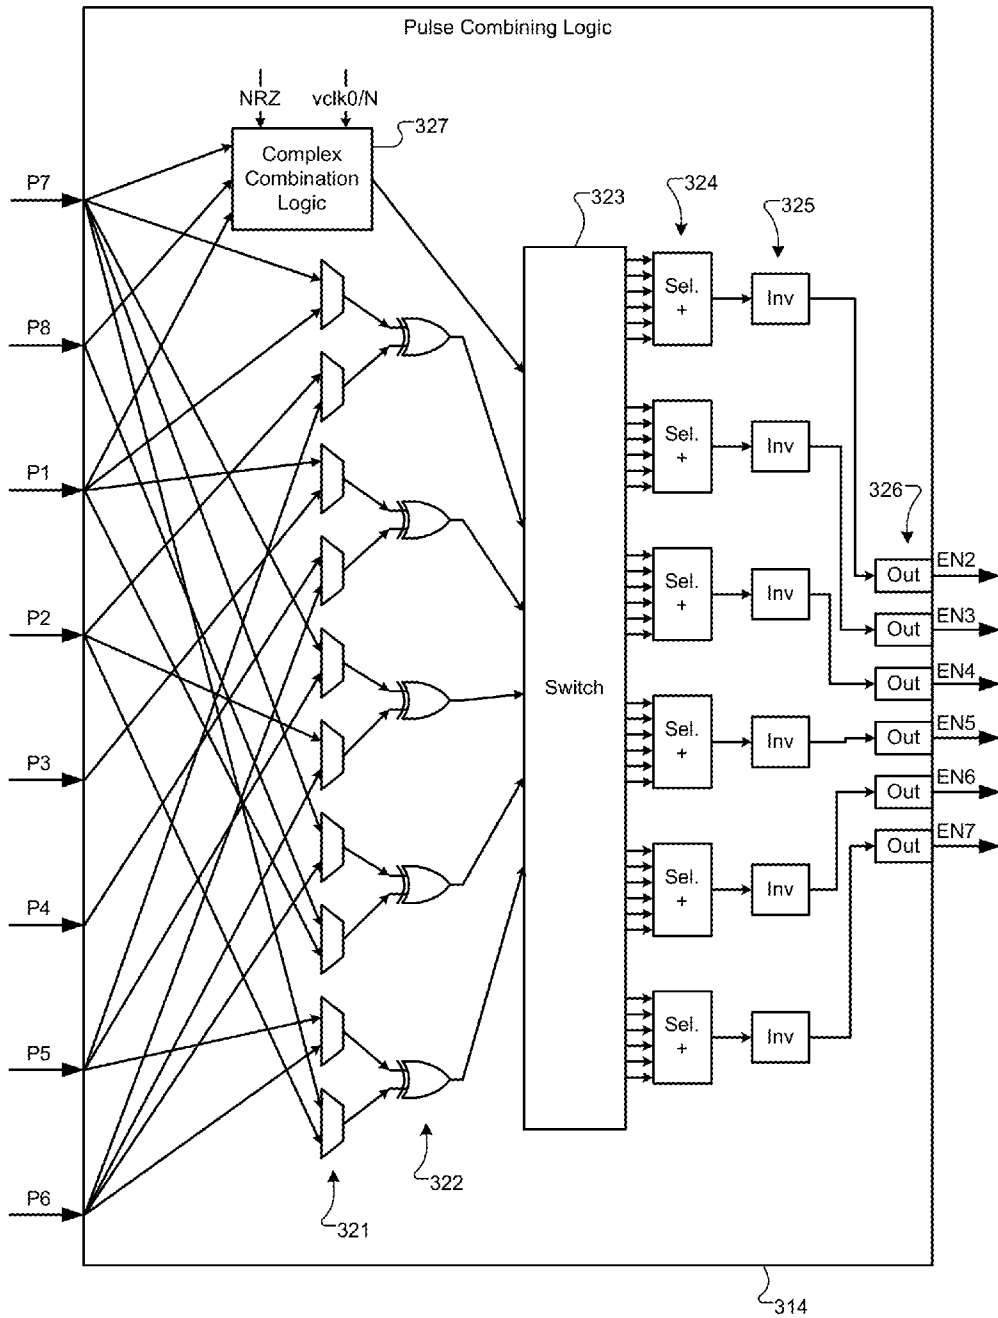 Pulse Combining Logic
NRZ
vclk0/N
327
Complex
Combination
Logic
P7
P8
P1
P2
P3
P4
P5
P6
323
324
325
326
Switch
Sel.
+
Inv
Sel.
+
Inv
Sel.
+
Inv
Sel.
+
Inv
Sel.
+
Inv
Sel.
+
Inv
Out
EN2
Out
EN3
Out
EN4
Out
EN5
Out
EN6
Out
EN7
322
321
314